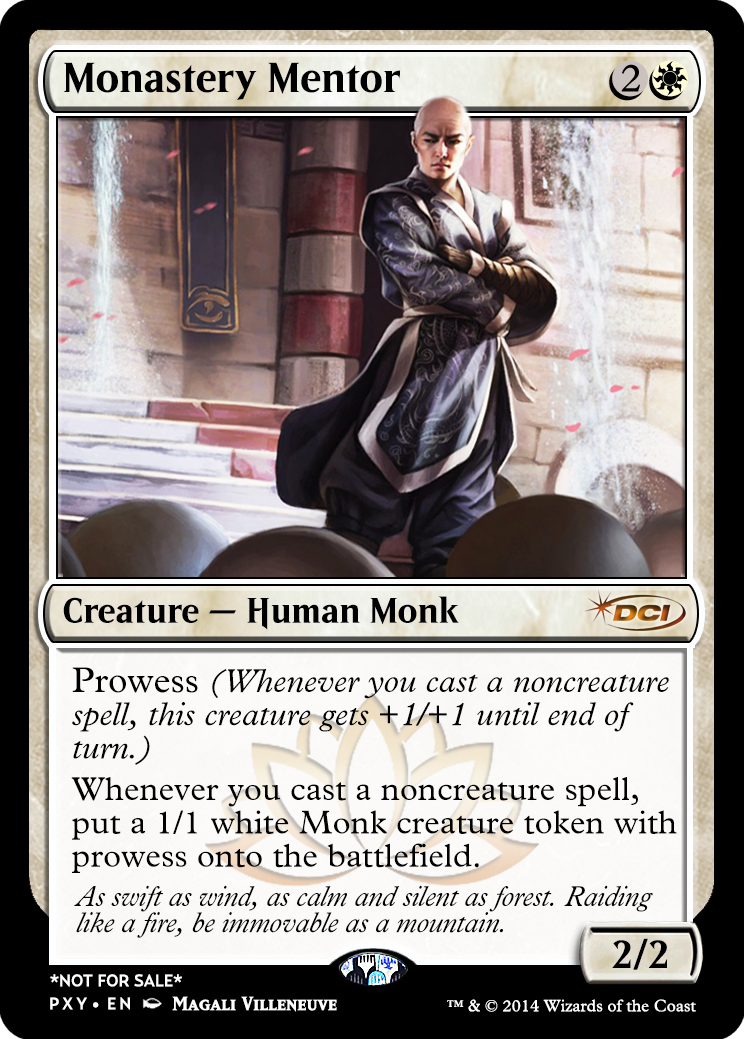 Monastery Mentor 2
Creature — Human Monk DCI
Prowess (Whenever you cast a noncreature
spell, this creature gets +1/+1 until end of
turn.)
Whenever you cast a noncreature spell,
put a 1/1 white Monk creature token with
prowess onto the battlefield.
As swift as wind, as calm and silent as forest. Raiding
like a fire, be immovable as a mountain.
2/2
*NOT FOR SALE*
PXY • EN Magali Villeneuve ™ & © 2014 Wizards of the Coast